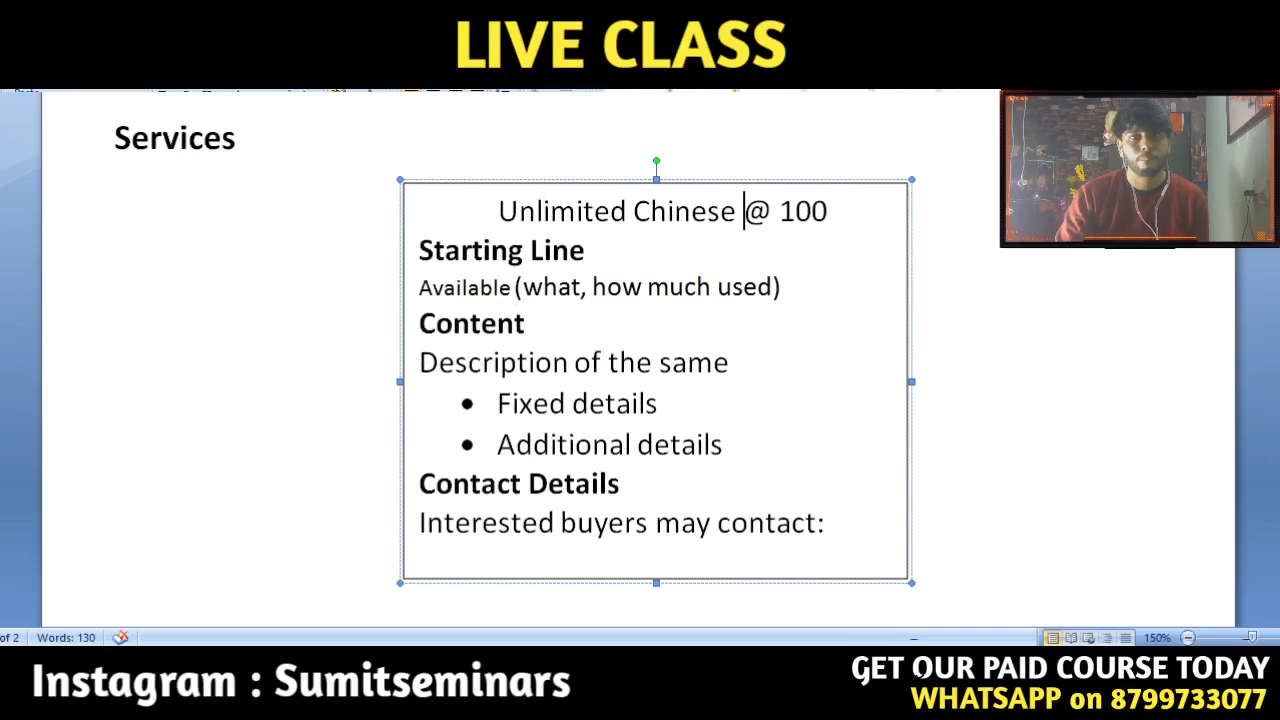 LIVE CLASS
Services
Unlimited Chinese @ 100
Starting Line
Available (what, how much used)
Content
Description of the same
• Fixed details
• Additional details
Contact Details
Interested buyers may contact:
of 2 Words: 130 150%
Instagram : Sumitseminars
GET OUR PAID COURSE TODAY
WHATSAPP on 8799733077